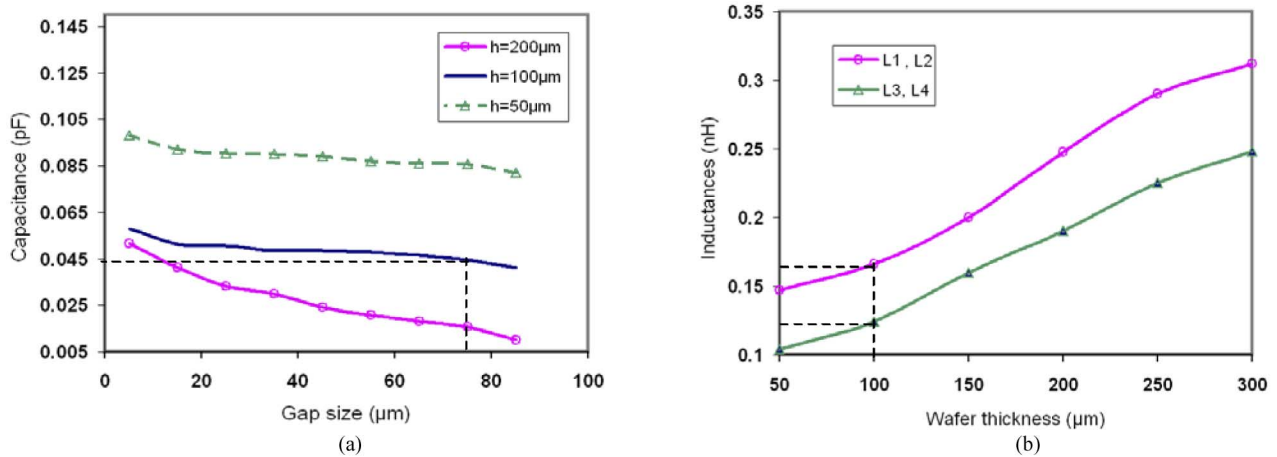 0.145
0.125
0.105
0.085
0.065
0.045
0.025
0.005
Capacitance (pF)
h=200µm
h=100µm
h=50µm
0 20 40 60 80 100
Gap size (µm)
(a)
0.35
0.3
0.25
0.2
0.15
0.1
Inductances (nH)
L1 , L2
L3, L4
50 100 150 200 250 300
Wafer thickness (µm)
(b)